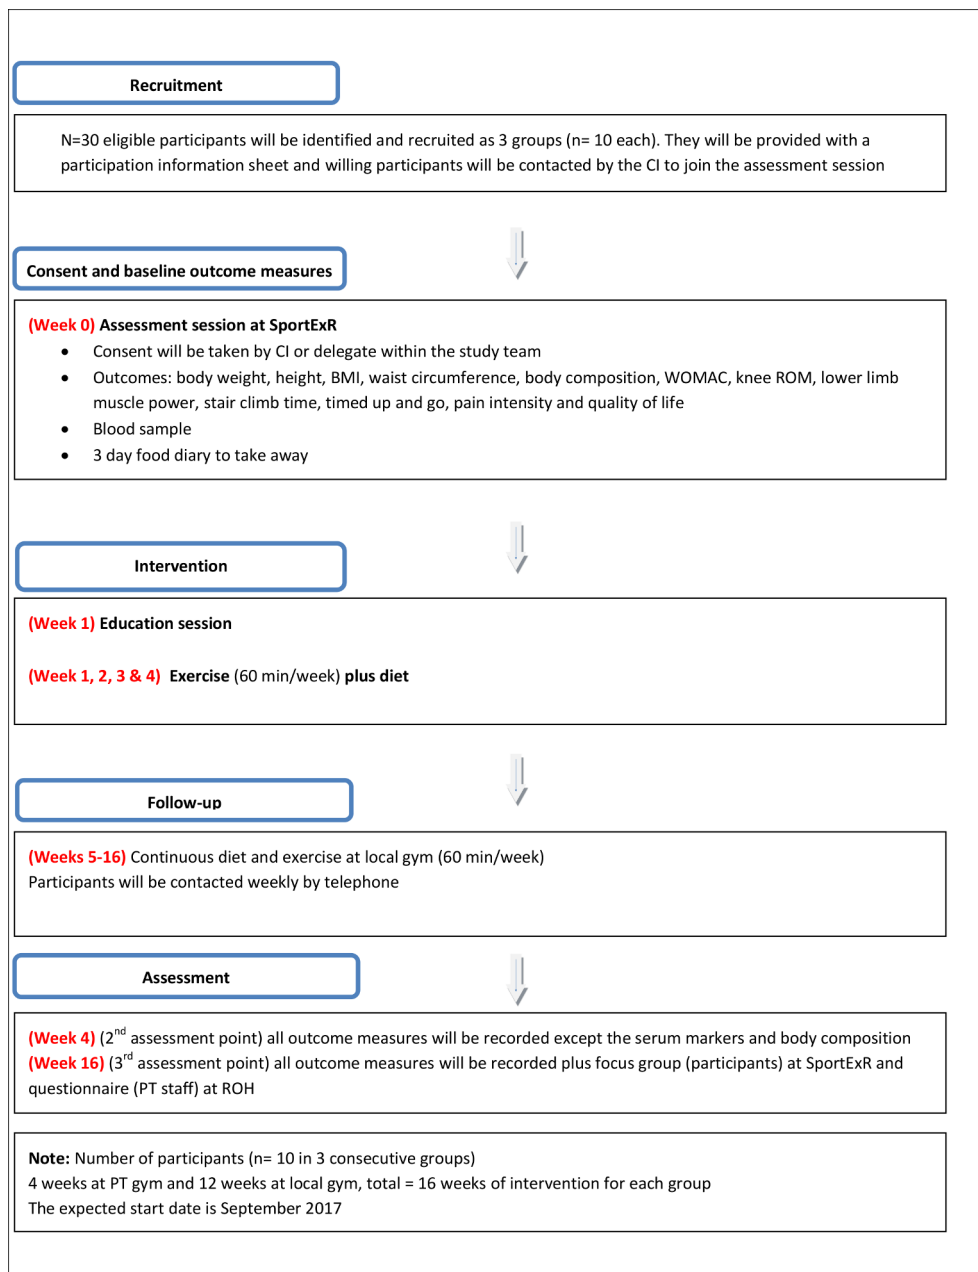 Recruitment
N=30 eligible participants will be identified and recruited as 3 groups (n= 10 each). They will be provided with a
participation information sheet and willing participants will be contacted by the CI to join the assessment session
Consent and baseline outcome measures
(Week 0) Assessment session at SportExR
• Consent will be taken by CI or delegate within the study team
• Outcomes: body weight, height, BMI, waist circumference, body composition, WOMAC, knee ROM, lower limb
muscle power, stair climb time, timed up and go, pain intensity and quality of life
• Blood sample
• 3 day food diary to take away
Intervention
(Week 1) Education session
(Week 1, 2, 3 & 4) Exercise (60 min/week) plus diet
Follow-up
(Weeks 5-16) Continuous diet and exercise at local gym (60 min/week)
Participants will be contacted weekly by telephone
Assessment
(Week 4) (2nd assessment point) all outcome measures will be recorded except the serum markers and body composition
(Week 16) (3rd assessment point) all outcome measures will be recorded plus focus group (participants) at SportExR and
questionnaire (PT staff) at ROH
Note: Number of participants (n= 10 in 3 consecutive groups)
4 weeks at PT gym and 12 weeks at local gym, total = 16 weeks of intervention for each group
The expected start date is September 2017